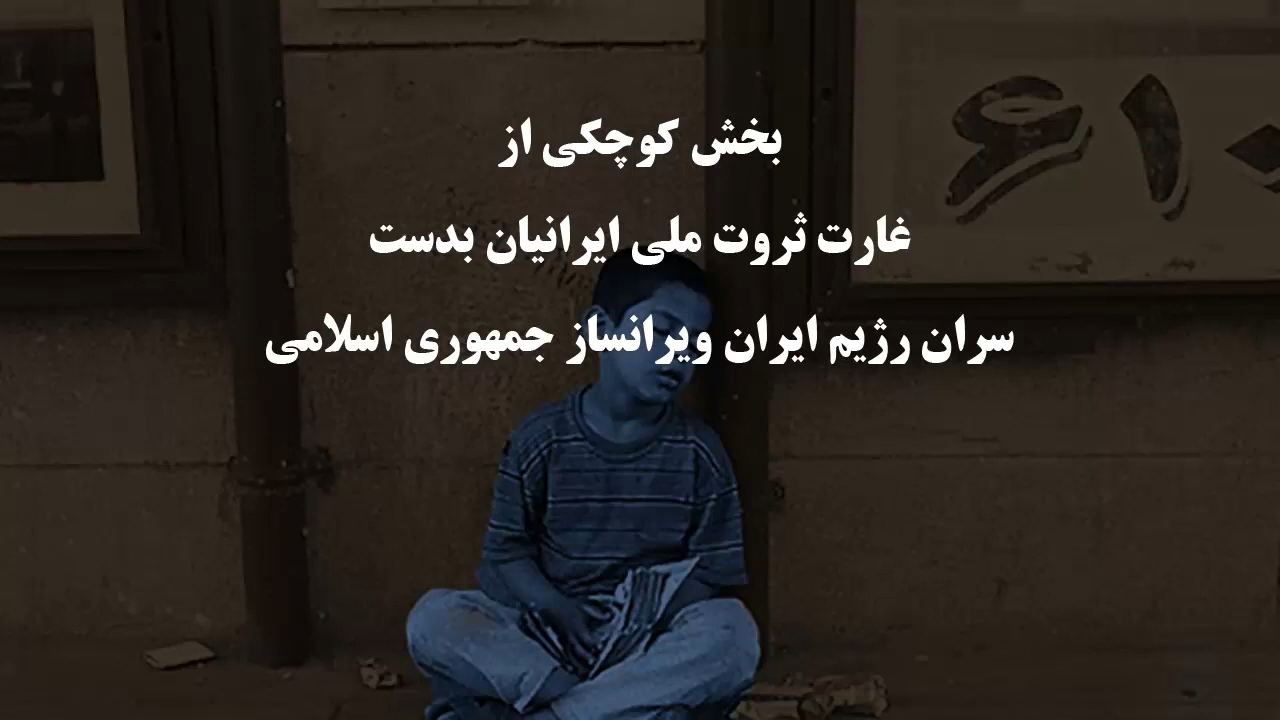 بخش کوچکی از
غارت ثروت ملی ایرانیان بدست
سران رژیم ایران ویرانساز جمهوری اسلامی